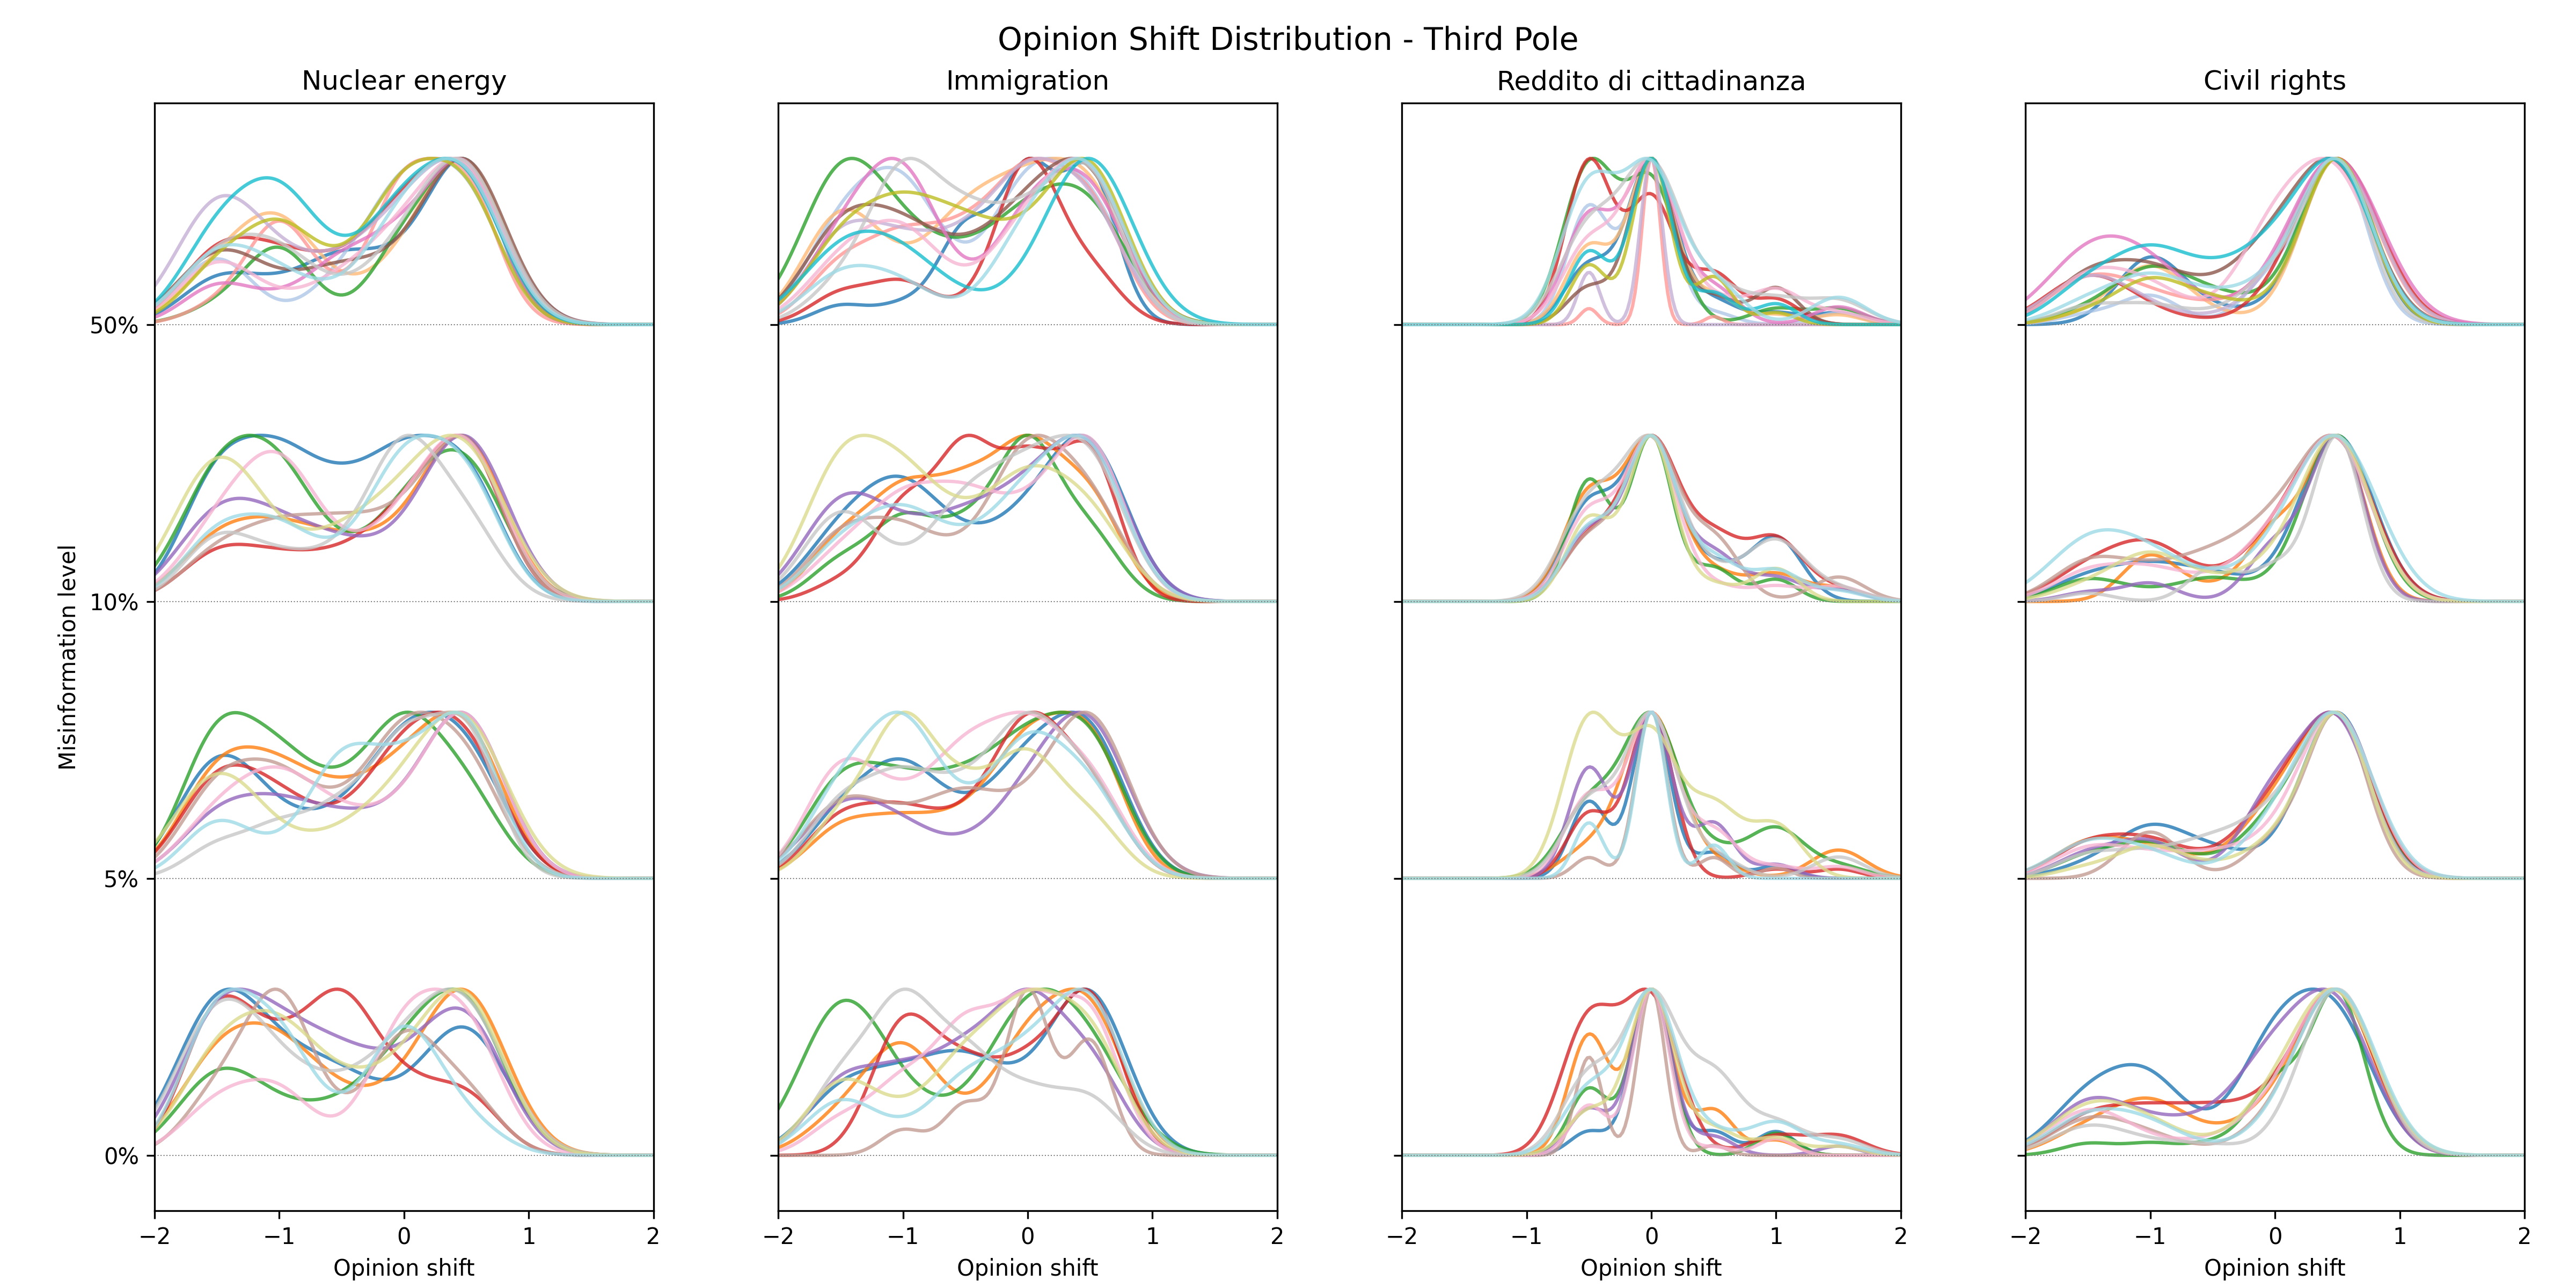 Opinion Shift Distribution - Third Pole
Nuclear energy
Immigration
Reddito di cittadinanza
Civil rights
Misinformation level
50%
10%
5%
0%
−2 −1 0 1 2
−2 −1 0 1 2
−2 −1 0 1 2
−2 −1 0 1 2
Opinion shift
Opinion shift
Opinion shift
Opinion shift